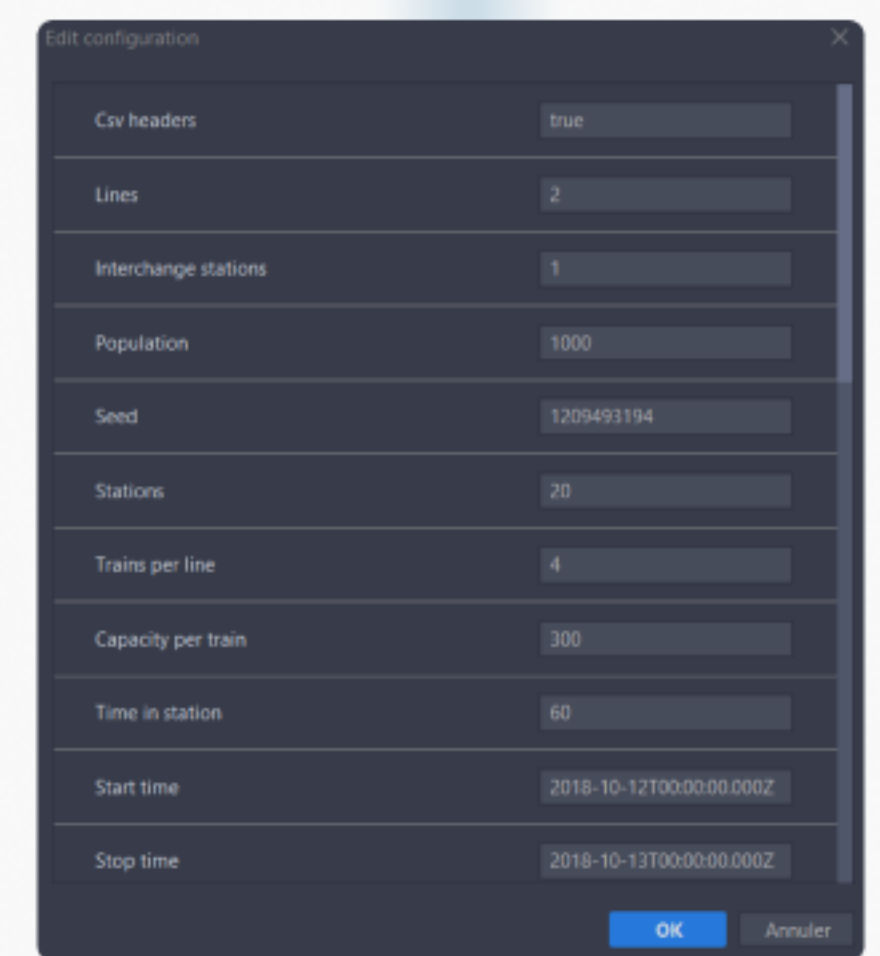 Edit configuration
Csv headers true
Lines 2
Interchange stations 1
Population 1000
Seed 1209493194
Stations 20
Trains per line 4
Capacity per train 300
Time in station 60
Start time 2018-10-12T00:00:00.000Z
Stop time 2018-10-13T00:00:00.000Z
OK Annuler